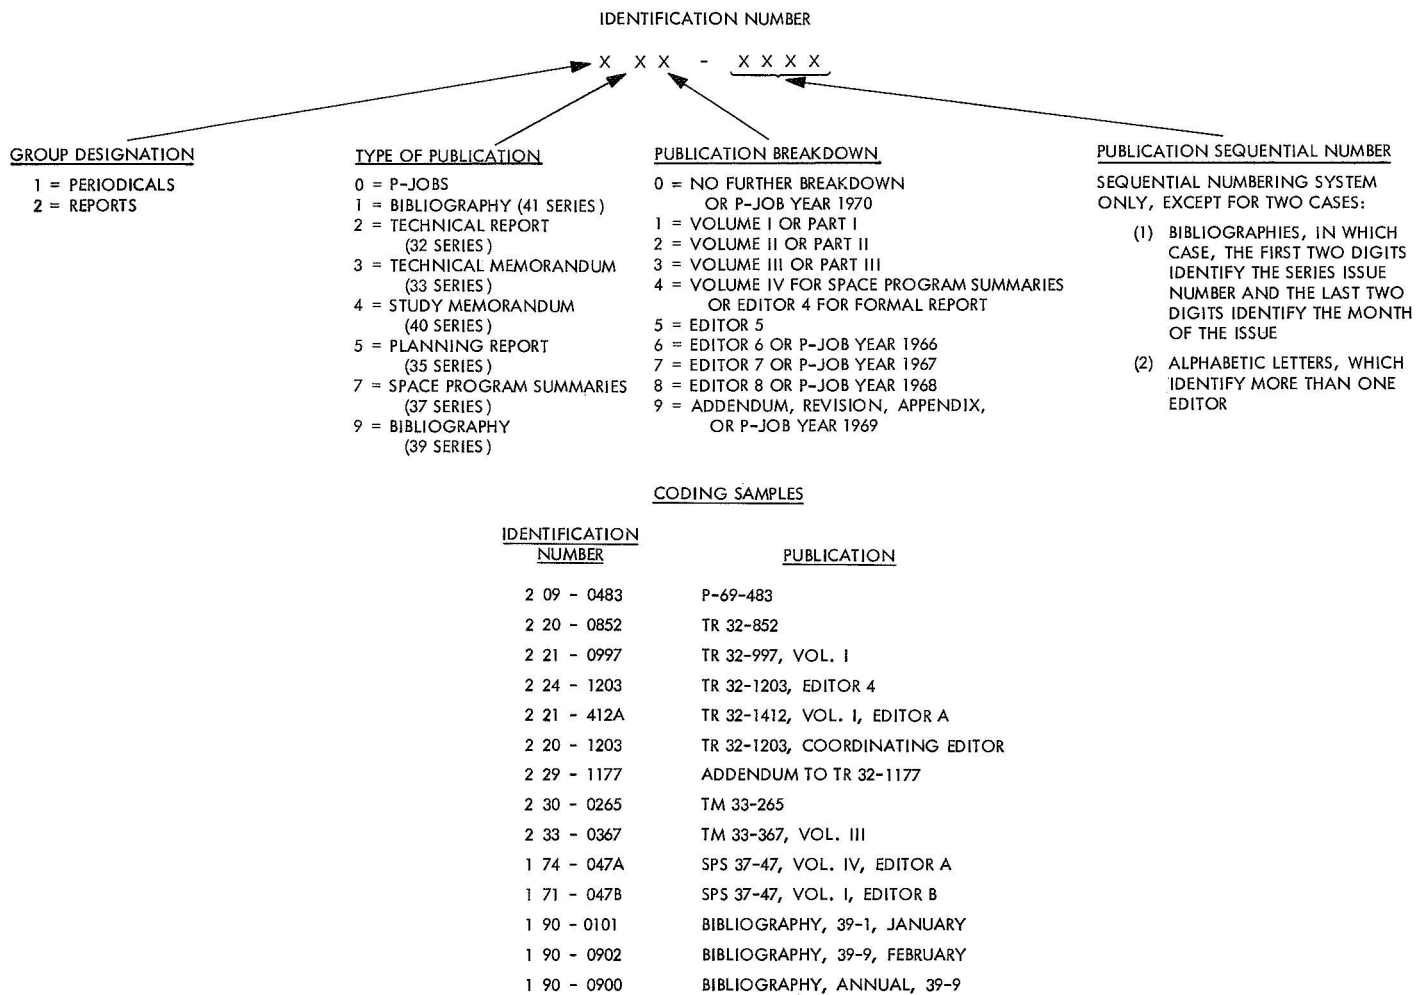 IDENTIFICATION NUMBER
X X X - X X X X
GROUP DESIGNATION
1 = PERIODICALS
2 = REPORTS
TYPE OF PUBLICATION
0 = P-JOBS
1 = BIBLIOGRAPHY (41 SERIES)
2 = TECHNICAL REPORT
(32 SERIES)
3 = TECHNICAL MEMORANDUM
(33 SERIES)
4 = STUDY MEMORANDUM
(40 SERIES)
5 = PLANNING REPORT
(35 SERIES)
7 = SPACE PROGRAM SUMMARIES
(37 SERIES)
9 = BIBLIOGRAPHY
(39 SERIES)
PUBLICATION BREAKDOWN
0 = NO FURTHER BREAKDOWN
OR P-JOB YEAR 1970
1 = VOLUME I OR PART I
2 = VOLUME II OR PART II
3 = VOLUME III OR PART III
4 = VOLUME IV FOR SPACE PROGRAM SUMMARIES
OR EDITOR 4 FOR FORMAL REPORT
5 = EDITOR 5
6 = EDITOR 6 OR P-JOB YEAR 1966
7 = EDITOR 7 OR P-JOB YEAR 1967
8 = EDITOR 8 OR P-JOB YEAR 1968
9 = ADDENDUM, REVISION, APPENDIX,
OR P-JOB YEAR 1969
PUBLICATION SEQUENTIAL NUMBER
SEQUENTIAL NUMBERING SYSTEM
ONLY, EXCEPT FOR TWO CASES:
(1) BIBLIOGRAPHIES, IN WHICH
CASE, THE FIRST TWO DIGITS
IDENTIFY THE SERIES ISSUE
NUMBER AND THE LAST TWO
DIGITS IDENTIFY THE MONTH
OF THE ISSUE
(2) ALPHABETIC LETTERS, WHICH
IDENTIFY MORE THAN ONE
EDITOR
CODING SAMPLES
IDENTIFICATION
NUMBER PUBLICATION
2 09 - 0483 P-69-483
2 20 - 0852 TR 32-852
2 21 - 0997 TR 32-997, VOL. I
2 24 - 1203 TR 32-1203, EDITOR 4
2 21 - 412A TR 32-1412, VOL. I, EDITOR A
2 20 - 1203 TR 32-1203, COORDINATING EDITOR
2 29 - 1177 ADDENDUM TO TR 32-1177
2 30 - 0265 TM 33-265
2 33 - 0367 TM 33-367, VOL. III
1 74 - 047A SPS 37-47, VOL. IV, EDITOR A
1 71 - 047B SPS 37-47, VOL. I, EDITOR B
1 90 - 0101 BIBLIOGRAPHY, 39-1, JANUARY
1 90 - 0902 BIBLIOGRAPHY, 39-9, FEBRUARY
1 90 - 0900 BIBLIOGRAPHY, ANNUAL, 39-9